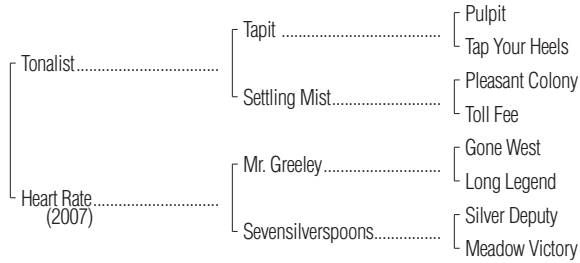 Pulpit
Tapit
Tap Your Heels
Tonalist
Pleasant Colony
Settling Mist
Toll Fee
Gone West
Mr. Greeley
Long Legend
Heart Rate
(2007)
Silver Deputy
Sevensilverspoons
Meadow Victory